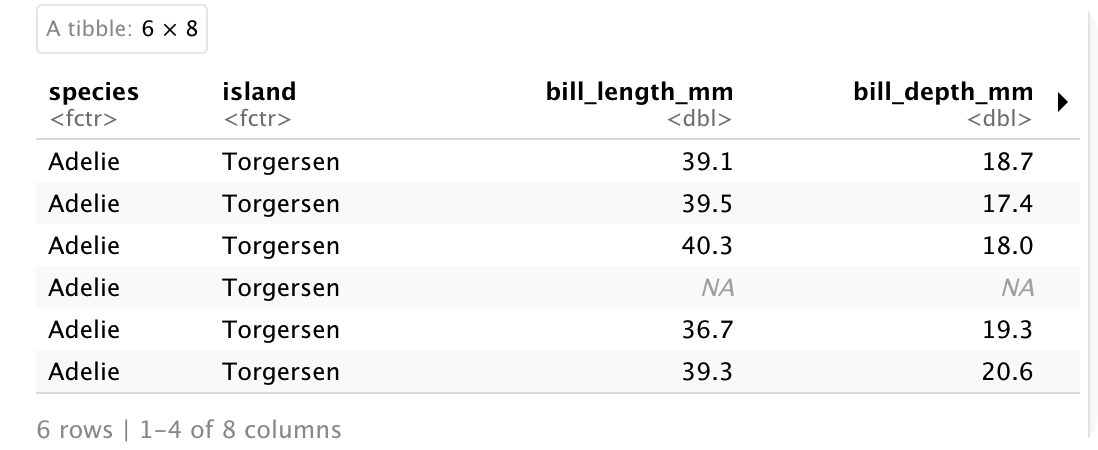 A tibble: 6 × 8
species island bill_length_mm bill_depth_mm
<fctr> <fctr> <dbl> <dbl>
Adelie Torgersen 39.1 18.7
Adelie Torgersen 39.5 17.4
Adelie Torgersen 40.3 18.0
Adelie Torgersen NA NA
Adelie Torgersen 36.7 19.3
Adelie Torgersen 39.3 20.6
6 rows | 1–4 of 8 columns